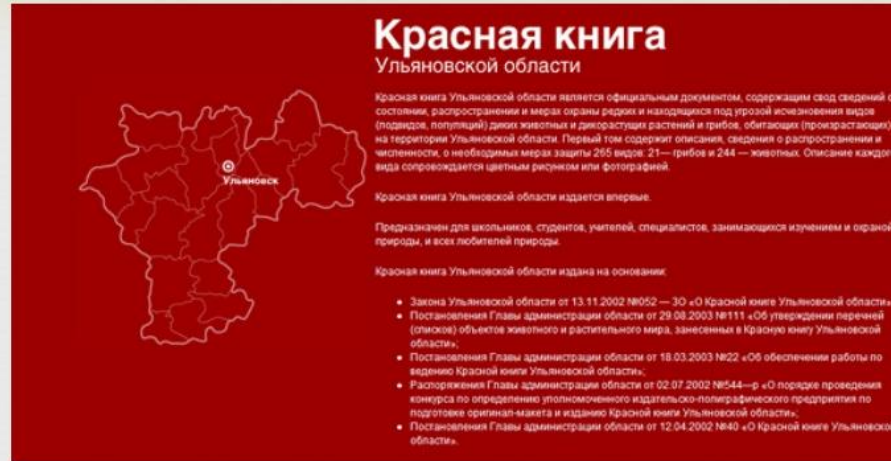 Красная книга
Ульяновской области
Красная книга Ульяновской области является официальным документом, содержащим свод сведений о
состоянии, распространении и мерах охраны редких и находящихся под угрозой исчезновения видов
(подвидов, популяций) диких животных и дикорастущих растений и грибов, обитающих (произрастающих)
на территории Ульяновской области. Первый том содержит описания, сведения о распространении и
численности, о необходимых мерах защиты 265 видов: 21— грибов и 244 — животных. Описание каждого
вида сопровождается цветным рисунком или фотографией.
Ульяновск
Красная книга Ульяновской области издается впервые.
Предназначен для школьников, студентов, учителей, специалистов, занимающихся изучением и охраной
природы, и всех любителей природы.
Красная книга Ульяновской области издана на основании:
● Закона Ульяновской области от 13.11.2002 №052 — ЗО «О Красной книге Ульяновской области»
● Постановления Главы администрации области от 29.08.2003 №111 «Об утверждении перечней
(списков) объектов животного и растительного мира, занесенных в Красную книгу Ульяновской
области»;
● Постановления Главы администрации области от 18.03.2003 №22 «Об обеспечении работы по
ведению Красной книги Ульяновской области»;
● Распоряжения Главы администрации области от 02.07.2002 №544—р «О порядке проведения
конкурса по определению уполномоченного издательско-полиграфического предприятия по
подготовке оригинал-макета и изданию Красной книги Ульяновской области»;
● Постановления Главы администрации области от 12.04.2002 №40 «О Красной книге Ульяновской
области».